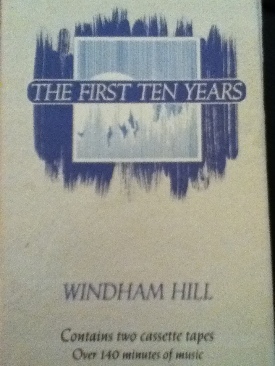 THE FIRST TEN YEARS
WINDHAM HILL
Contains two cassette tapes
Over 140 minutes of music